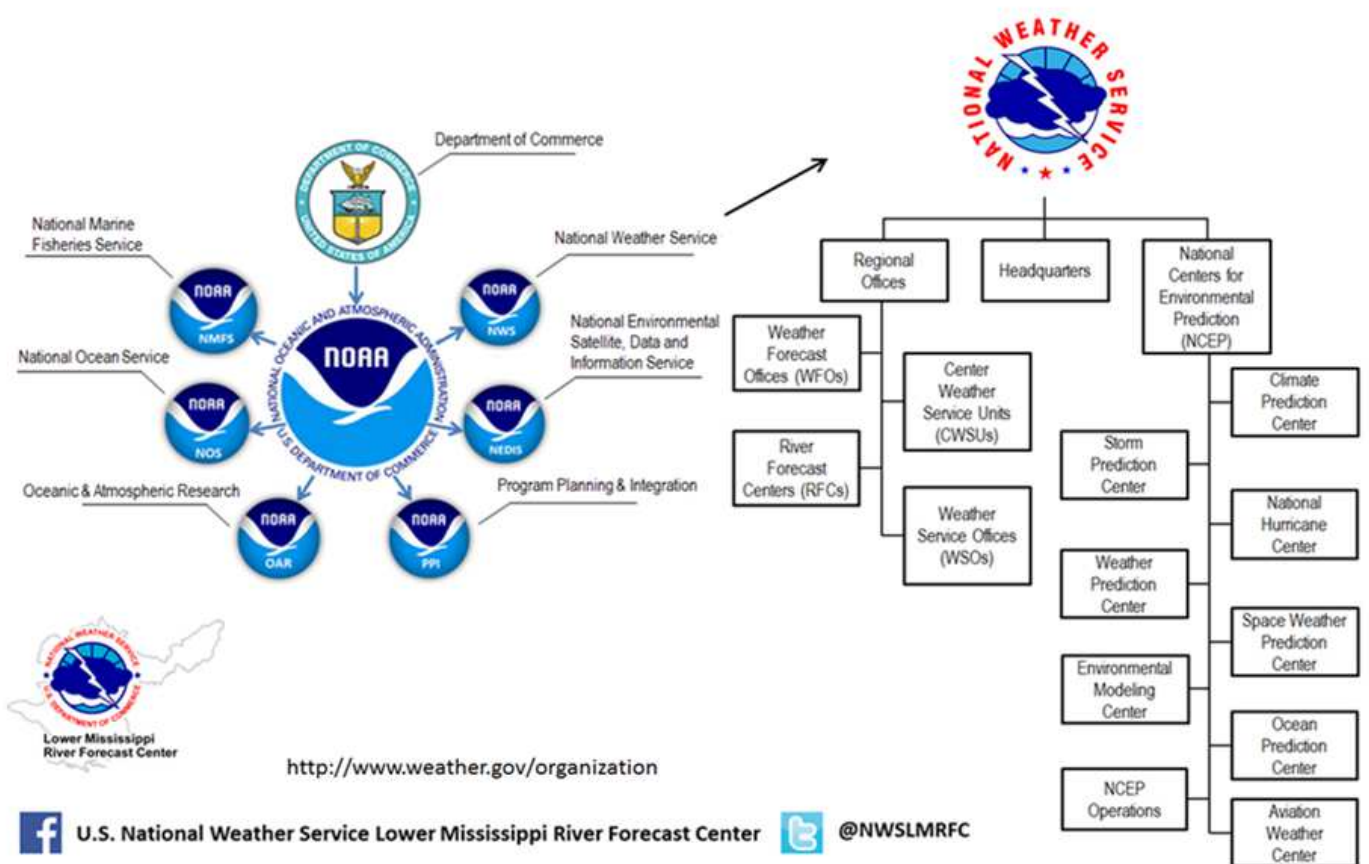 NATIONAL WEATHER SERVICE
Department of Commerce
DEPARTMENT OF COMMERCE
UNITED STATES OF AMERICA
National Marine
Fisheries Service
National Weather Service
NOAA
NMFS
NOAA
NWS
National Ocean Service
National Environmental
Satellite, Data and
Information Service
NATIONAL OCEANIC AND ATMOSPHERIC ADMINISTRATION
NOAA
U.S. DEPARTMENT OF COMMERCE
NOAA
NOS
NOAA
NEDIS
Oceanic & Atmospheric Research
Program Planning & Integration
NOAA
OAR
NOAA
PPI
Regional
Offices
Headquarters
National
Centers for
Environmental
Prediction
(NCEP)
Weather
Forecast
Offices (WFOs)
Center
Weather
Service Units
(CWSUs)
River
Forecast
Centers (RFCs)
Weather
Service Offices
(WSOs)
Climate
Prediction
Center
Storm
Prediction
Center
National
Hurricane
Center
Weather
Prediction
Center
Space Weather
Prediction
Center
Environmental
Modeling
Center
Ocean
Prediction
Center
NCEP
Operations
Aviation
Weather
Center
NATIONAL WEATHER SERVICE
U.S. DEPARTMENT OF COMMERCE
Lower Mississippi
River Forecast Center
http://www.weather.gov/organization
f
U.S. National Weather Service Lower Mississippi River Forecast Center
t
@NWSLMRFC